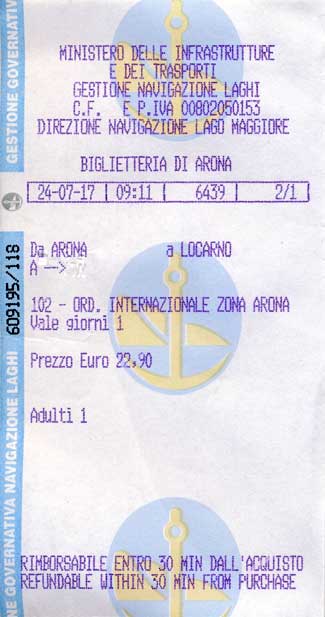 MINISTERO DELLE INFRASTRUTTURE
E DEI TRASPORTI
GESTIONE NAVIGAZIONE LAGHI
C.F. E P.IVA 00802050153
DIREZIONE NAVIGAZIONE LAGO MAGGIORE
BIGLIETTERIA DI ARONA
24-07-17 | 09:11 | 6439 | 2/1
Da ARONA a LOCARNO
A -->
102 - ORD. INTERNAZIONALE ZONA ARONA
Vale giorni 1
Prezzo Euro 22,90
Adulti 1
RIMBORSABILE ENTRO 30 MIN DALL'ACQUISTO
REFUNDABLE WITHIN 30 MIN FROM PURCHASE
GESTIONE GOVERNATIV
609195/118
NE GOVERNATIVA NAVIGAZIONE LAGHI